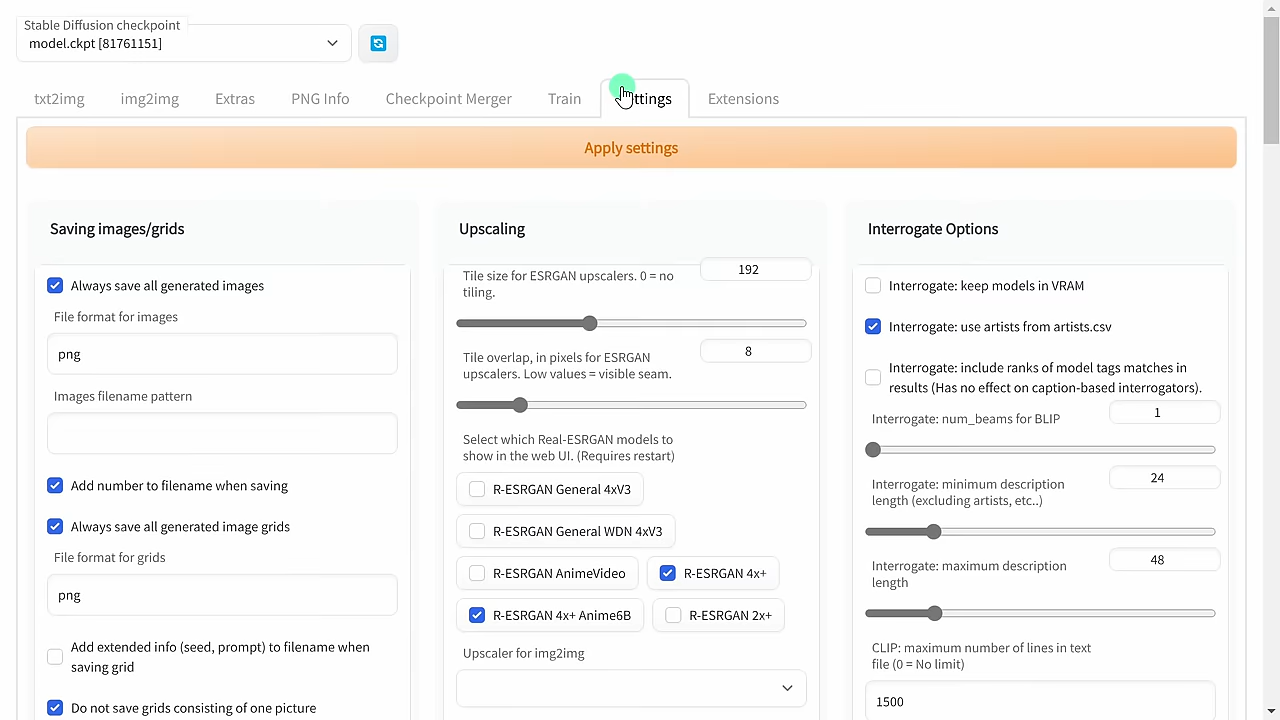 Stable Diffusion checkpoint
model.ckpt [81761151]
txt2img
img2img
Extras
PNG Info
Checkpoint Merger
Train
ttings
Extensions
Apply settings
Saving images/grids
Always save all generated images
File format for images
png
Images filename pattern
Add number to filename when saving
Always save all generated image grids
File format for grids
png
Add extended info (seed, prompt) to filename when
saving grid
Do not save grids consisting of one picture
Upscaling
Tile size for ESRGAN upscalers. 0 = no
tiling.
192
Tile overlap, in pixels for ESRGAN
upscalers. Low values = visible seam.
8
Select which Real-ESRGAN models to
show in the web UI. (Requires restart)
R-ESRGAN General 4xV3
R-ESRGAN General WDN 4xV3
R-ESRGAN AnimeVideo
R-ESRGAN 4x+
R-ESRGAN 4x+ Anime6B
R-ESRGAN 2x+
Upscaler for img2img
Interrogate Options
Interrogate: keep models in VRAM
Interrogate: use artists from artists.csv
Interrogate: include ranks of model tags matches in
results (Has no effect on caption-based interrogators).
Interrogate: num_beams for BLIP
1
Interrogate: minimum description
length (excluding artists, etc..)
24
Interrogate: maximum description
length
48
CLIP: maximum number of lines in text
file (0 = No limit)
1500